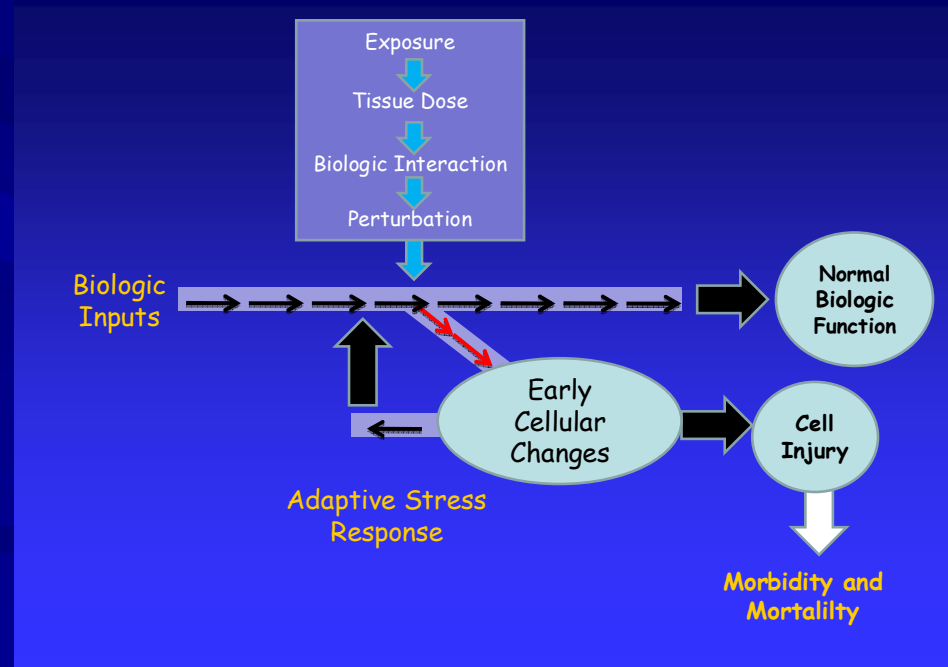 Exposure
Tissue Dose
Biologic Interaction
Perturbation
Biologic
Inputs
Normal
Biologic
Function
Early
Cellular
Changes
Cell
Injury
Adaptive Stress
Response
Morbidity and
Mortalilty